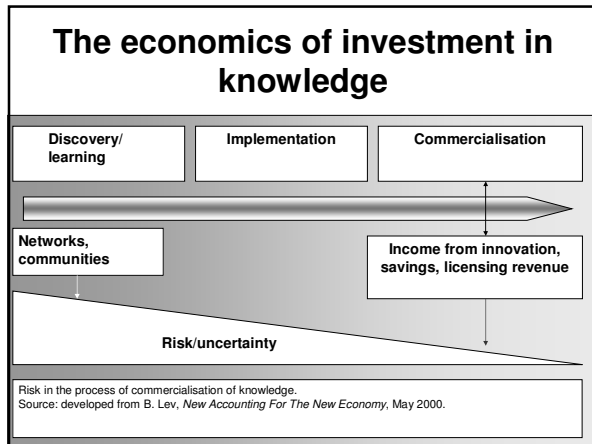 The economics of investment in
knowledge
Discovery/
learning
Implementation
Commercialisation
Networks,
communities
Income from innovation,
savings, licensing revenue
Risk/uncertainty
Risk in the process of commercialisation of knowledge.
Source: developed from B. Lev, New Accounting For The New Economy, May 2000.